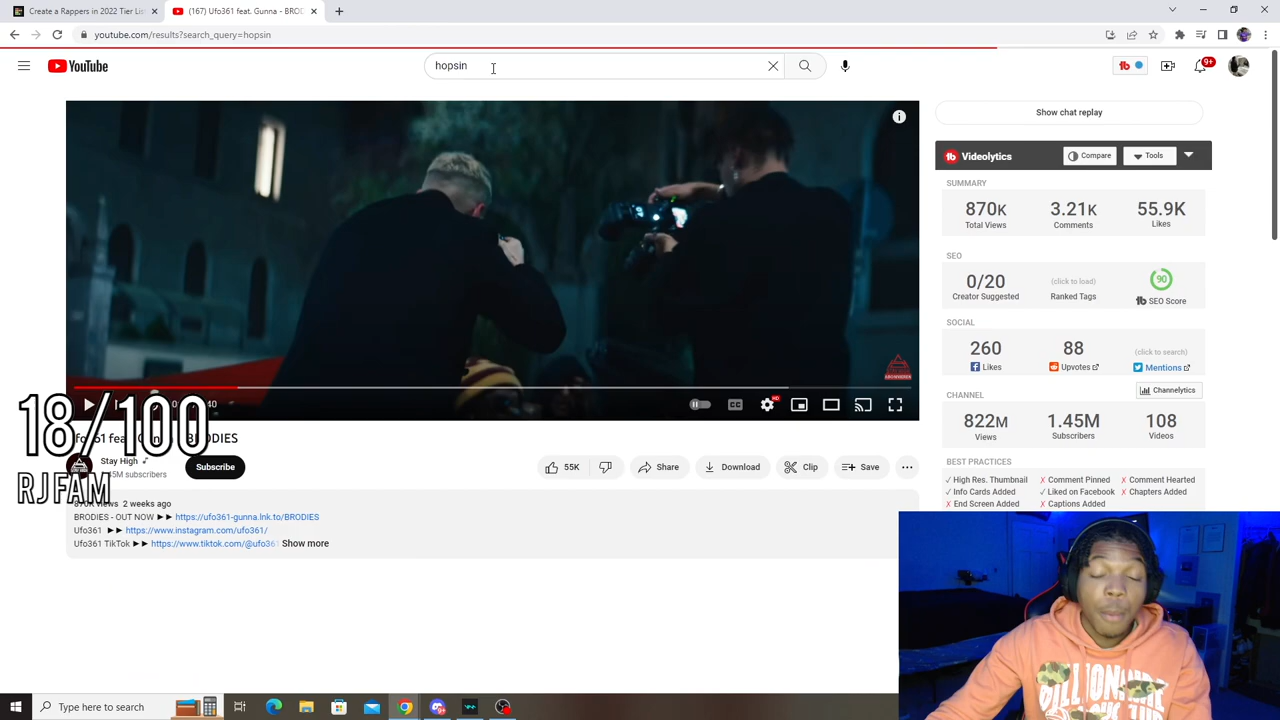 Create a Rappers in 2022 Tier Lis
(167) Ufo361 feat. Gunna - BRO
youtube.com/results?search_query=hopsin
YouTube
hopsin
9+
Show chat replay
Videolytics
Compare
Tools
SUMMARY
870K
3.21K
55.9K
Total Views
Comments
Likes
SEO
0/20
(click to load)
90
Creator Suggested
Ranked Tags
SEO Score
SOCIAL
260
88
(click to search)
Likes
Upvotes
Mentions
Channelytics
CHANNEL
822M
1.45M
108
Views
Subscribers
Videos
BEST PRACTICES
✓ High Res. Thumbnail
✗ Comment Pinned
✗ Comment Hearted
✓ Info Cards Added
✓ Liked on Facebook
✗ Chapters Added
✗ End Screen Added
✗ Captions Added
HD
18/100
RJ FAM
Stay High
subscribers
Subscribe
55K
Share
Download
Clip
Save
views 2 weeks ago
BRODIES - OUT NOW ►► https://ufo361-gunna.lnk.to/BRODIES
Ufo361 ►► https://www.instagram.com/ufo361/
Ufo361 TikTok ►► https://www.tiktok.com/@ufo361 Show more
Type here to search